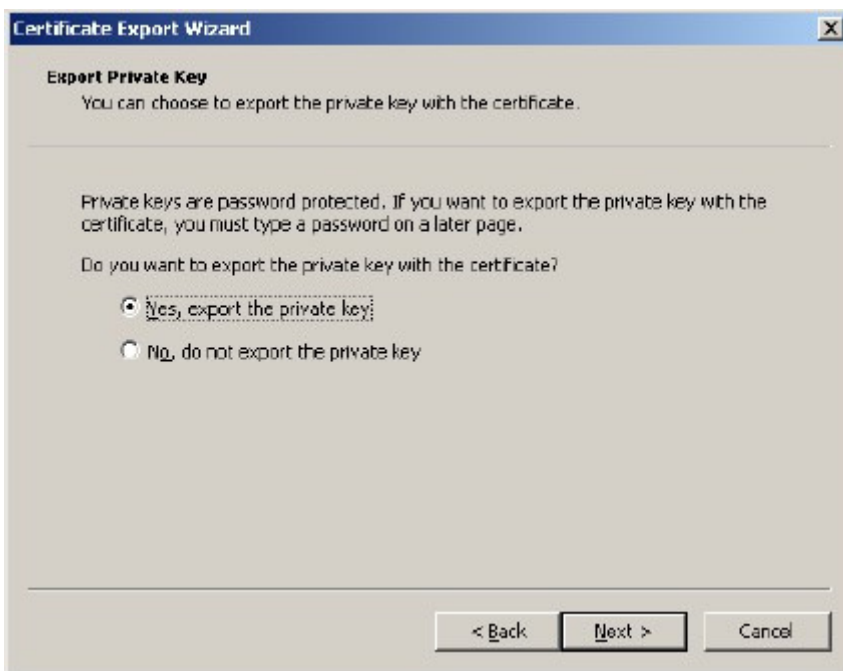 Certificate Export Wizard
Export Private Key
You can choose to export the private key with the certificate.
Private keys are password protected. If you want to export the private key with the
certificate, you must type a password on a later page.
Do you want to export the private key with the certificate?
Yes, export the private key
No, do not export the private key
< Back
Next >
Cancel